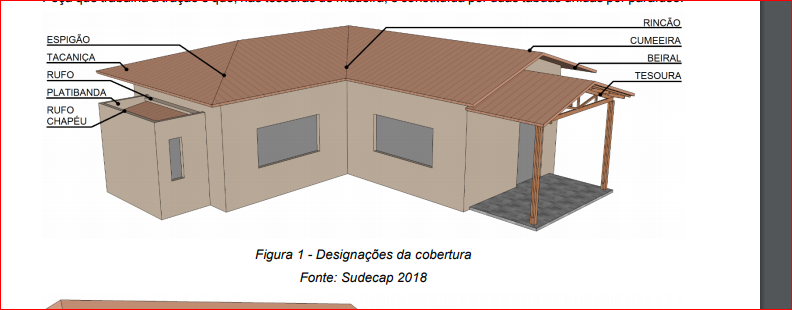 RINCÃO
ESPIGÃO
CUMEEIRA
TACANIÇA
BEIRAL
RUFO
TESOURA
PLATIBANDA
RUFO
CHAPÉU
Figura 1 - Designações da cobertura
Fonte: Sudecap 2018